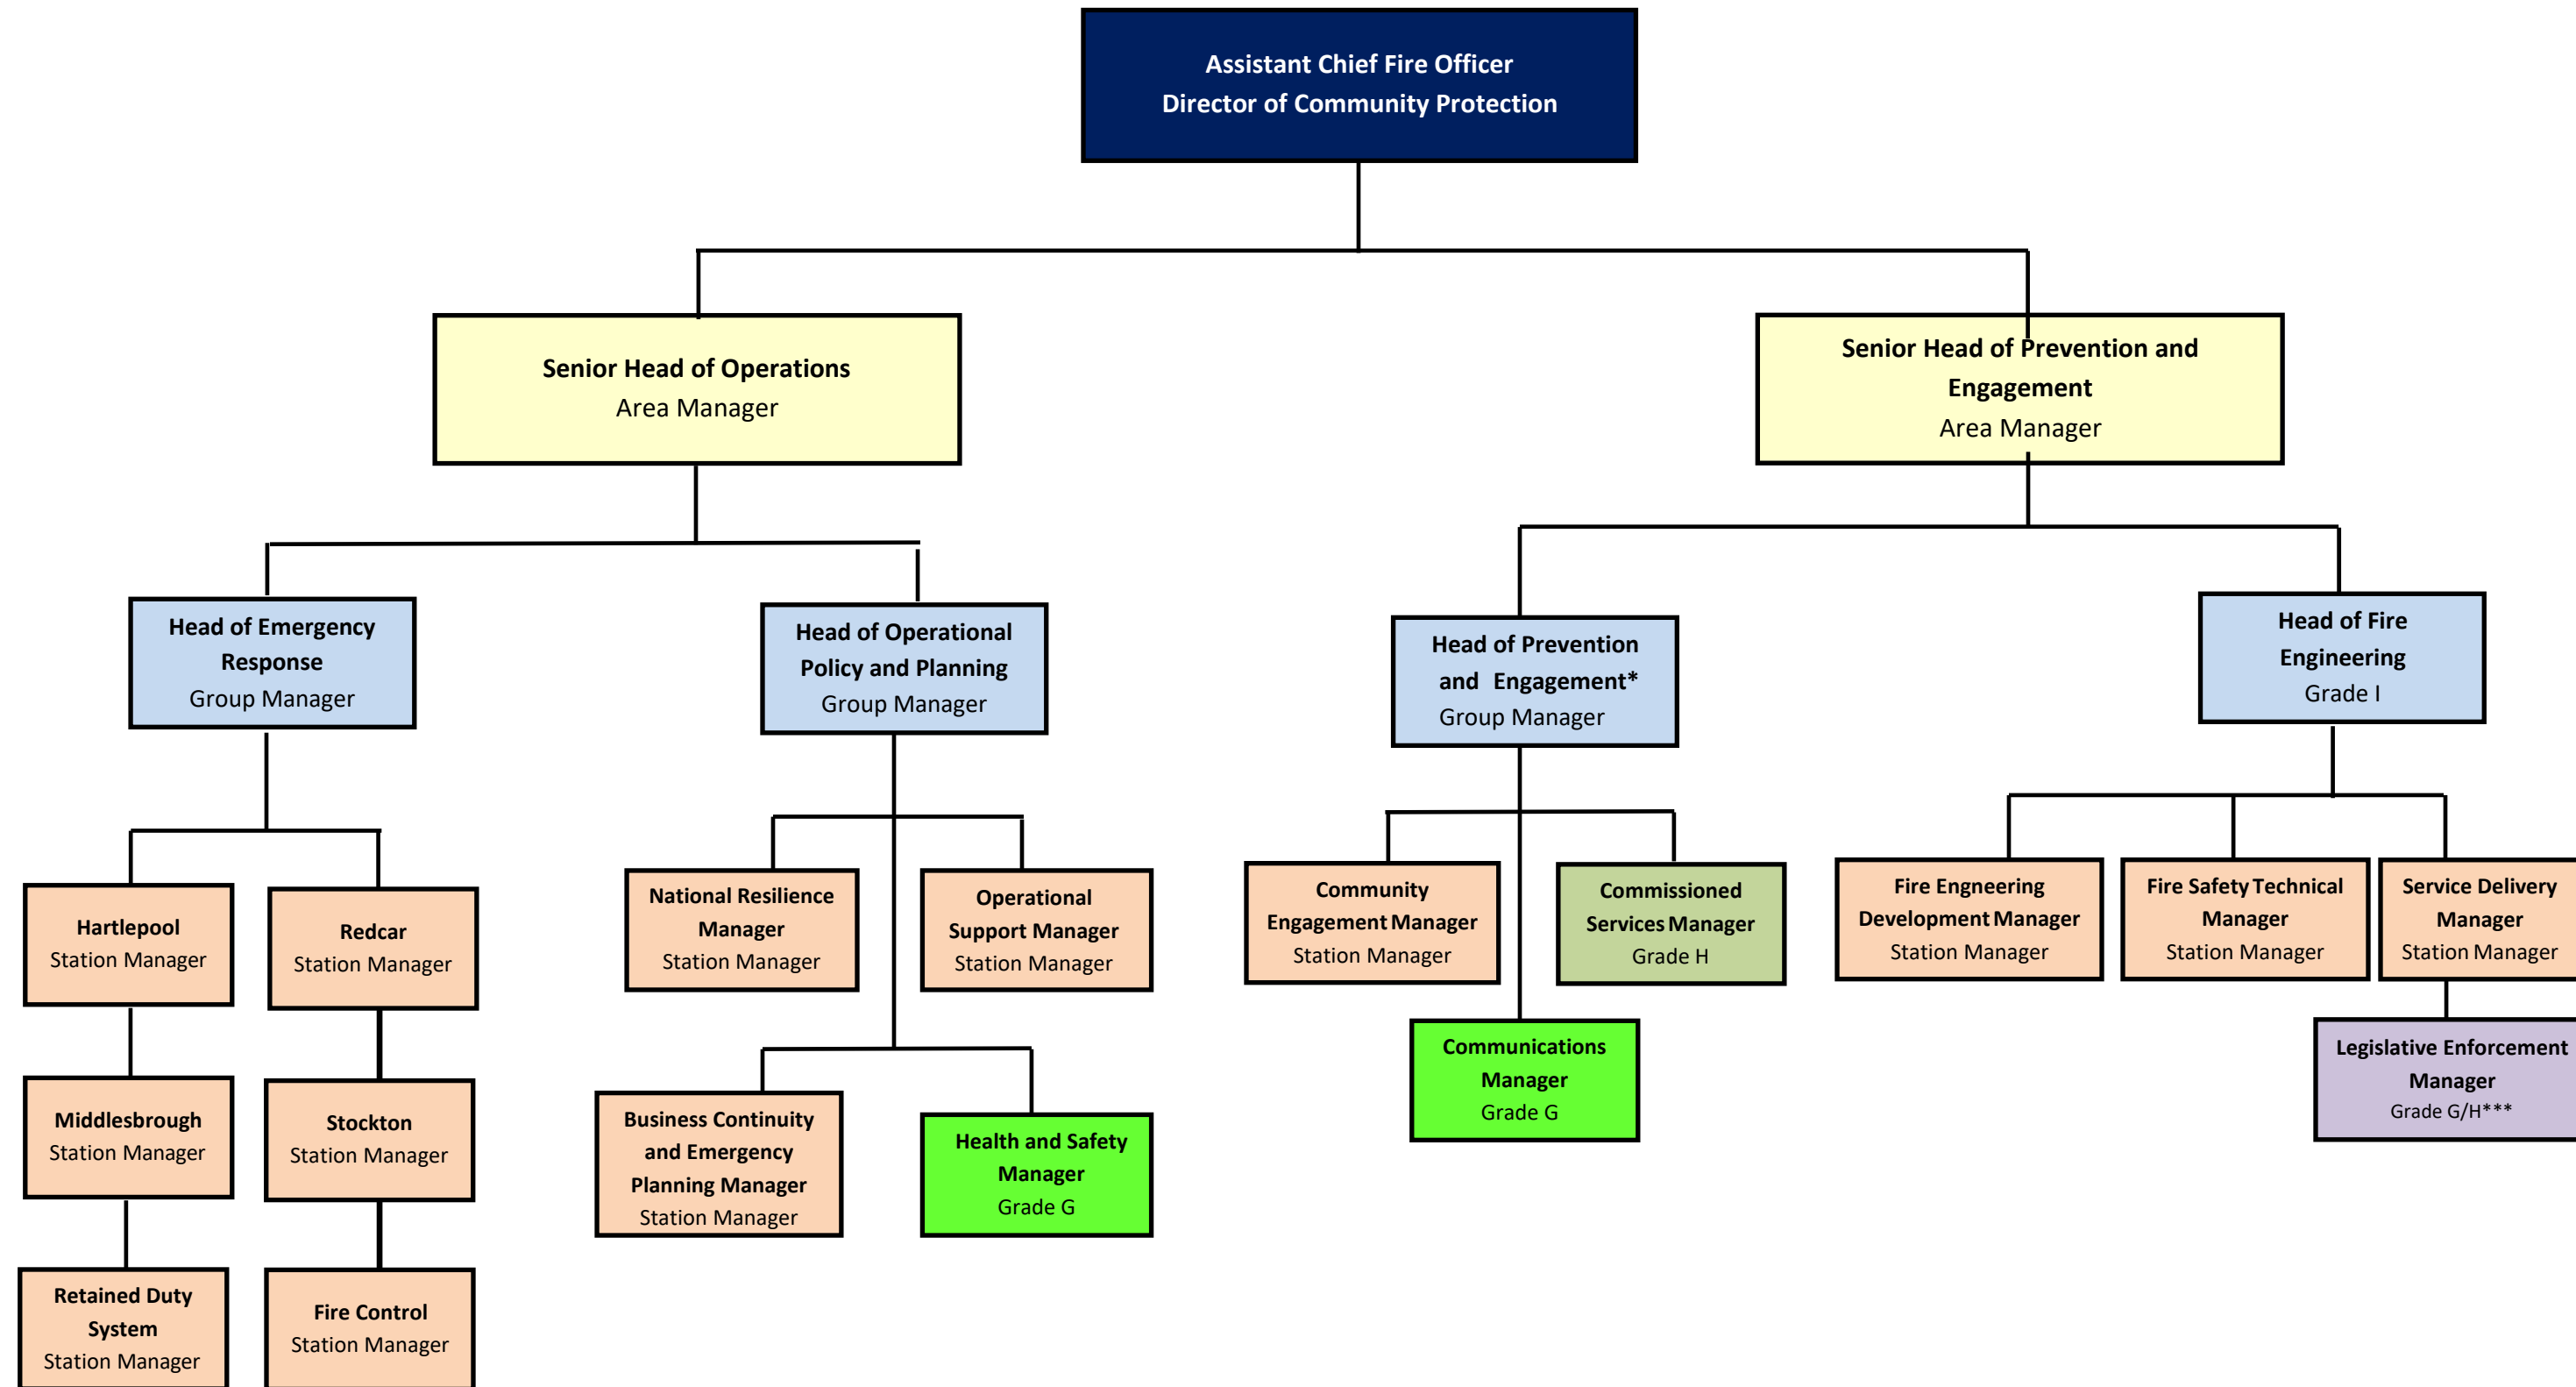 Assistant Chief Fire Officer
Director of Community Protection
Senior Head of Operations
Area Manager
Senior Head of Prevention and
Engagement
Area Manager
Head of Emergency
Response
Group Manager
Head of Operational
Policy and Planning
Group Manager
Head of Prevention
and Engagement*
Group Manager
Head of Fire
Engineering
Grade I
Hartlepool
Station Manager
Redcar
Station Manager
National Resilience
Manager
Station Manager
Operational
Support Manager
Station Manager
Community
Engagement Manager
Station Manager
Commissioned
Services Manager
Grade H
Fire Engneering
Development Manager
Station Manager
Fire Safety Technical
Manager
Station Manager
Service Delivery
Manager
Station Manager
Middlesbrough
Station Manager
Stockton
Station Manager
Business Continuity
and Emergency
Planning Manager
Station Manager
Health and Safety
Manager
Grade G
Communications
Manager
Grade G
Legislative Enforcement
Manager
Grade G/H***
Retained Duty
System
Station Manager
Fire Control
Station Manager